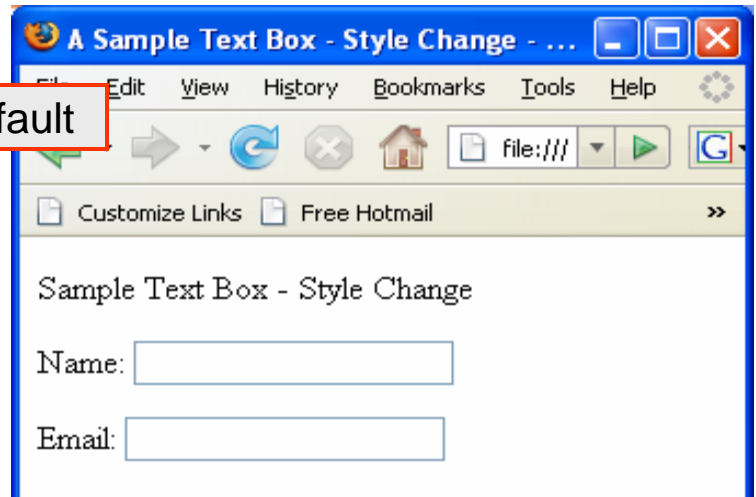 A Sample Text Box - Style Change - ...
Edit View History Bookmarks Tools Help
fault
file:///
G
Customize Links Free Hotmail »
Sample Text Box - Style Change
Name:
Email: